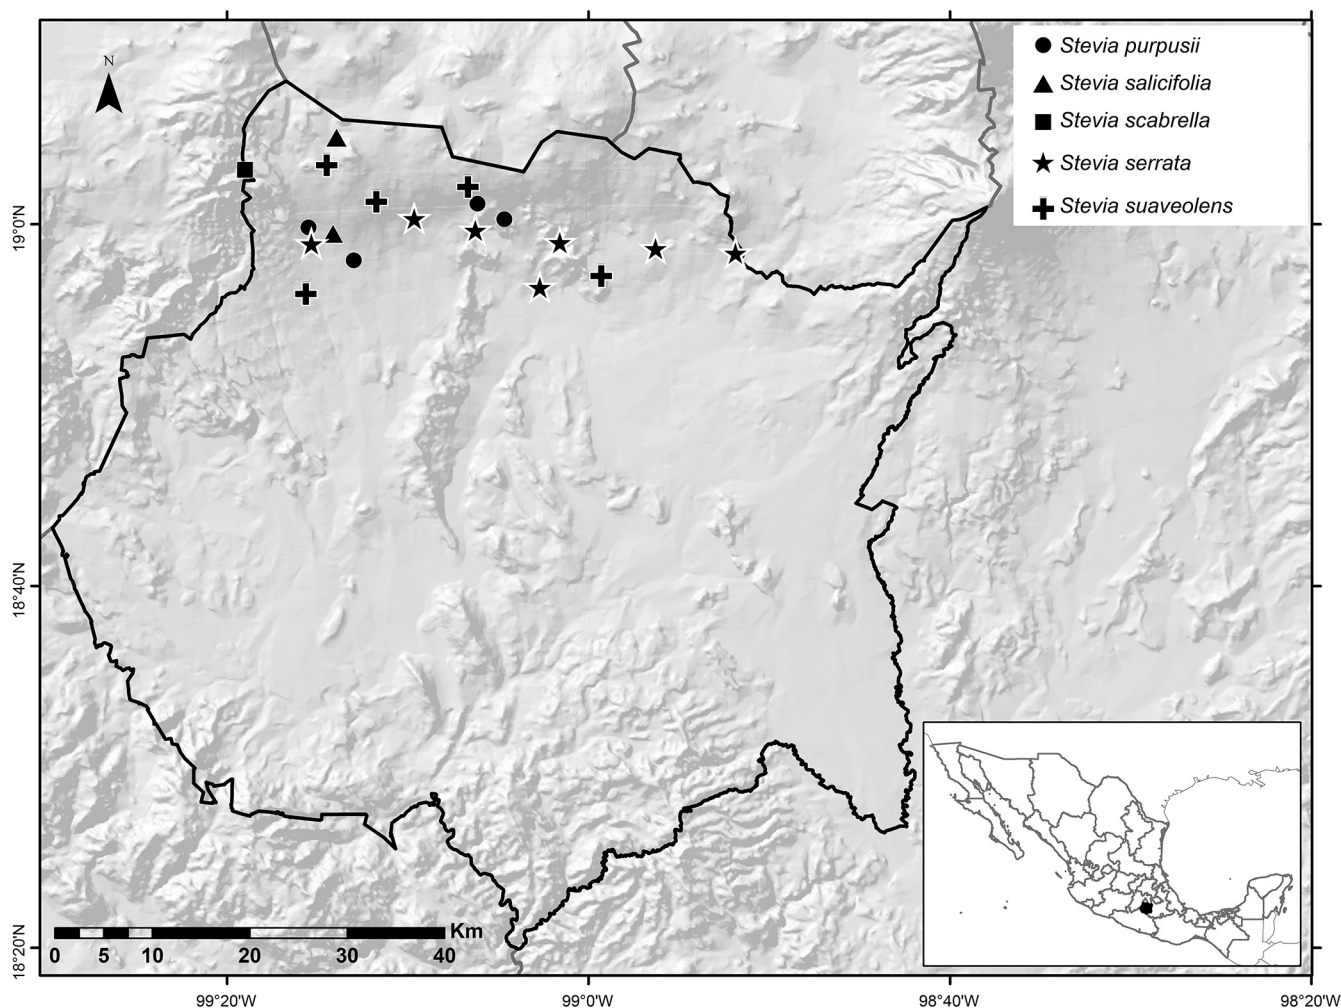 N
Stevia purpusii
Stevia salicifolia
Stevia scabrella
Stevia serrata
Stevia suaveolens
19°0'N
18°40'N
18°20'N
Km
0 5 10 20 30 40
99°20'W 99°0'W 98°40'W 98°20'W